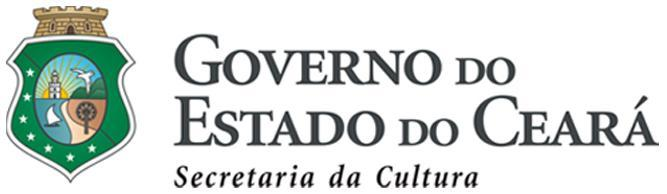 GOVERNO DO
ESTADO DO CEARÁ
Secretaria da Cultura